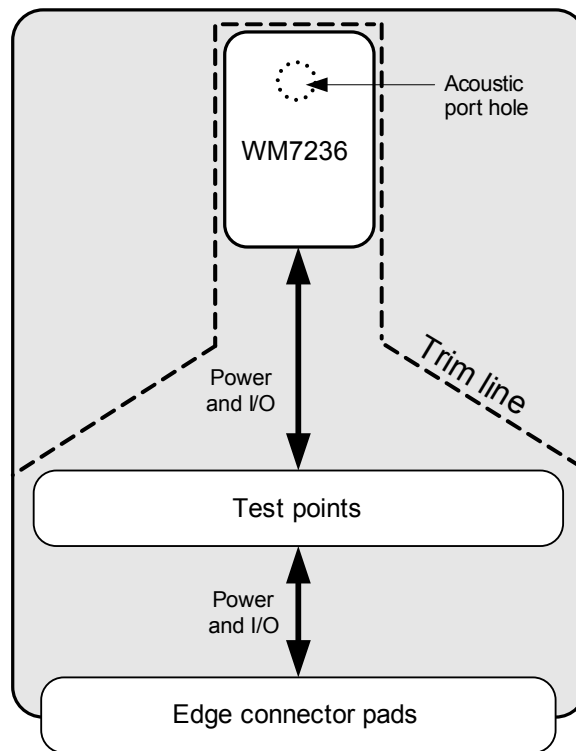 Acoustic
port hole
WM7236
Trim line
Power
and I/O
Test points
Power
and I/O
Edge connector pads